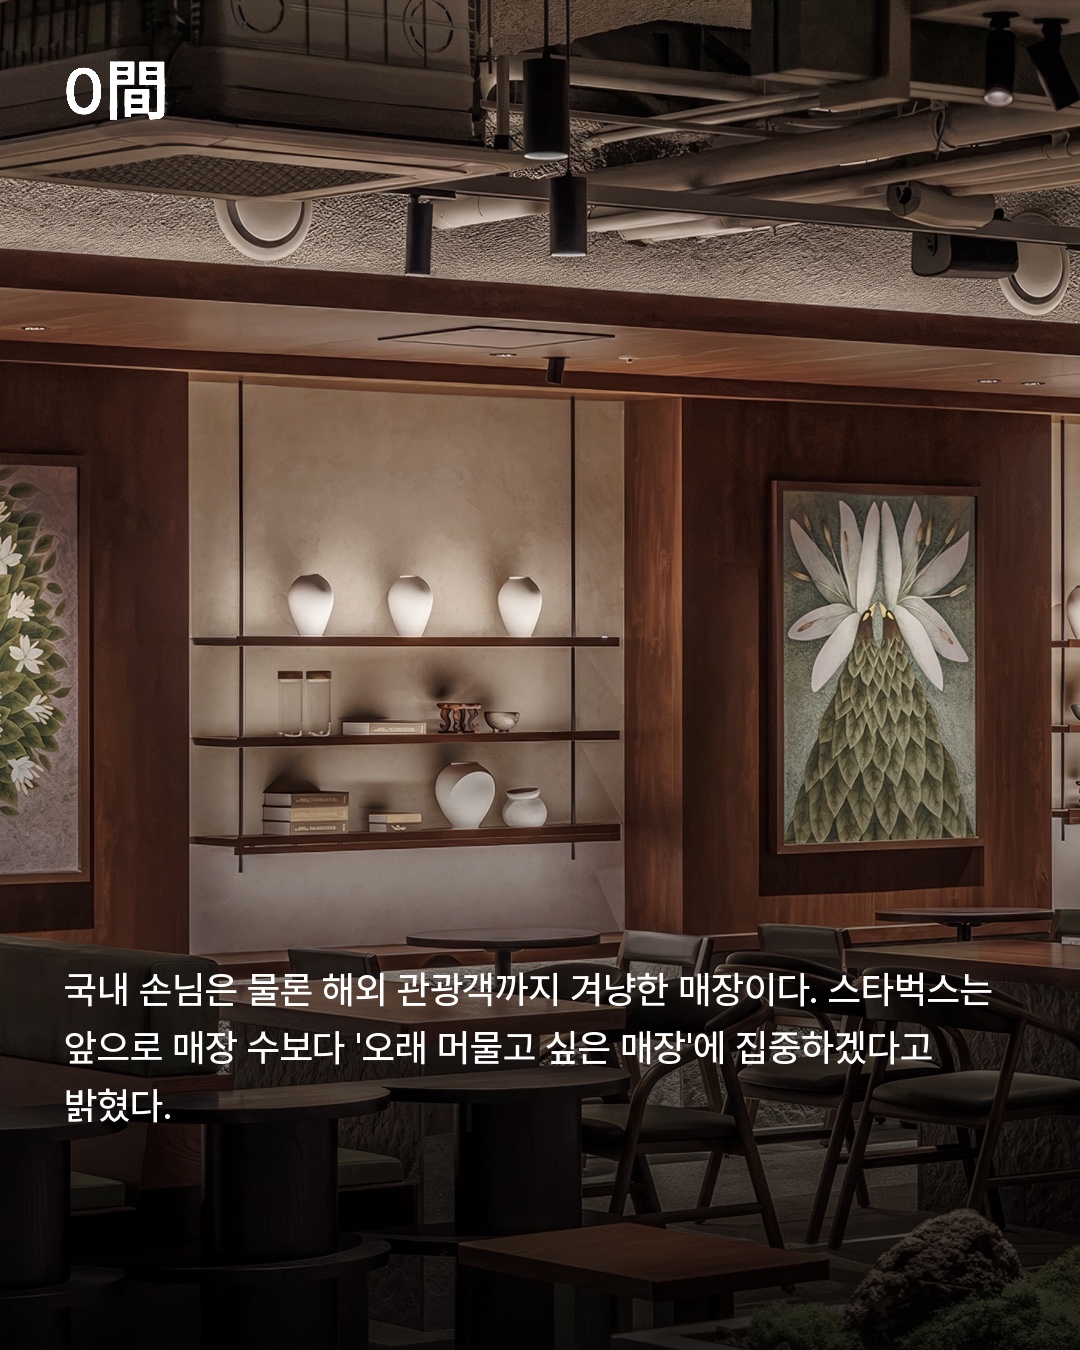 0間
국내 손님은 물론 해외 관광객까지 겨냥한 매장이다. 스타벅스는
앞으로 매장 수보다 '오래 머물고 싶은 매장'에 집중하겠다고
밝혔다.